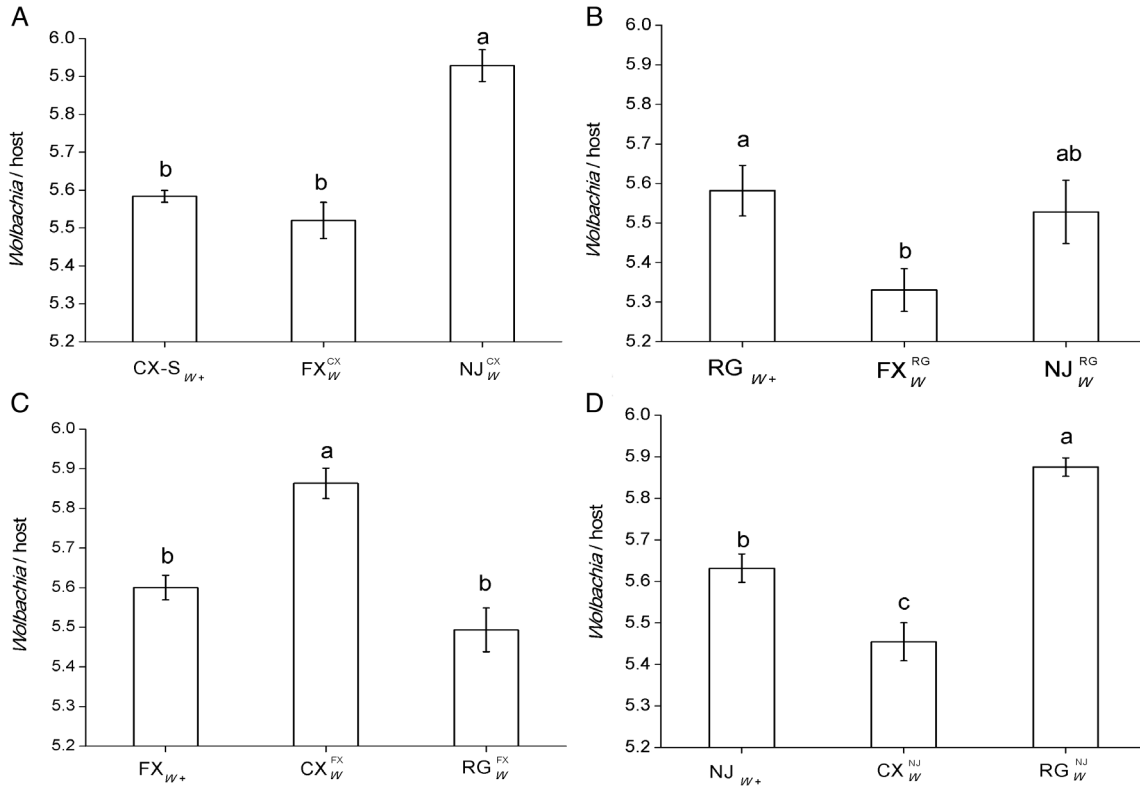 A
Wolbachia / host
6.0
5.9
5.8
5.7
5.6
5.5
5.4
5.3
5.2
b
b
a
CX-S W+
FX W CX
NJ W CX
B
Wolbachia / host
6.0
5.9
5.8
5.7
5.6
5.5
5.4
5.3
5.2
a
b
ab
RG W+
FX W RG
NJ W RG
C
Wolbachia / host
6.0
5.9
5.8
5.7
5.6
5.5
5.4
5.3
5.2
b
a
b
FX W+
CX W FX
RG W FX
D
Wolbachia / host
6.0
5.9
5.8
5.7
5.6
5.5
5.4
5.3
5.2
b
c
a
NJ W+
CX W NJ
RG W NJ